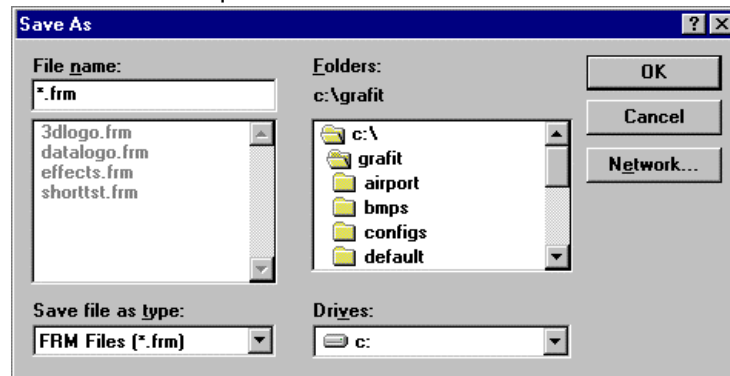 Save As
File name:
*.frm
3dlogo.frm
datalogo.frm
effects.frm
shorttst.frm
Save file as type:
FRM Files (*.frm)
Folders:
c:\grafit
c:\
grafit
airport
bmps
configs
default
Drives:
c:
OK
Cancel
Network...